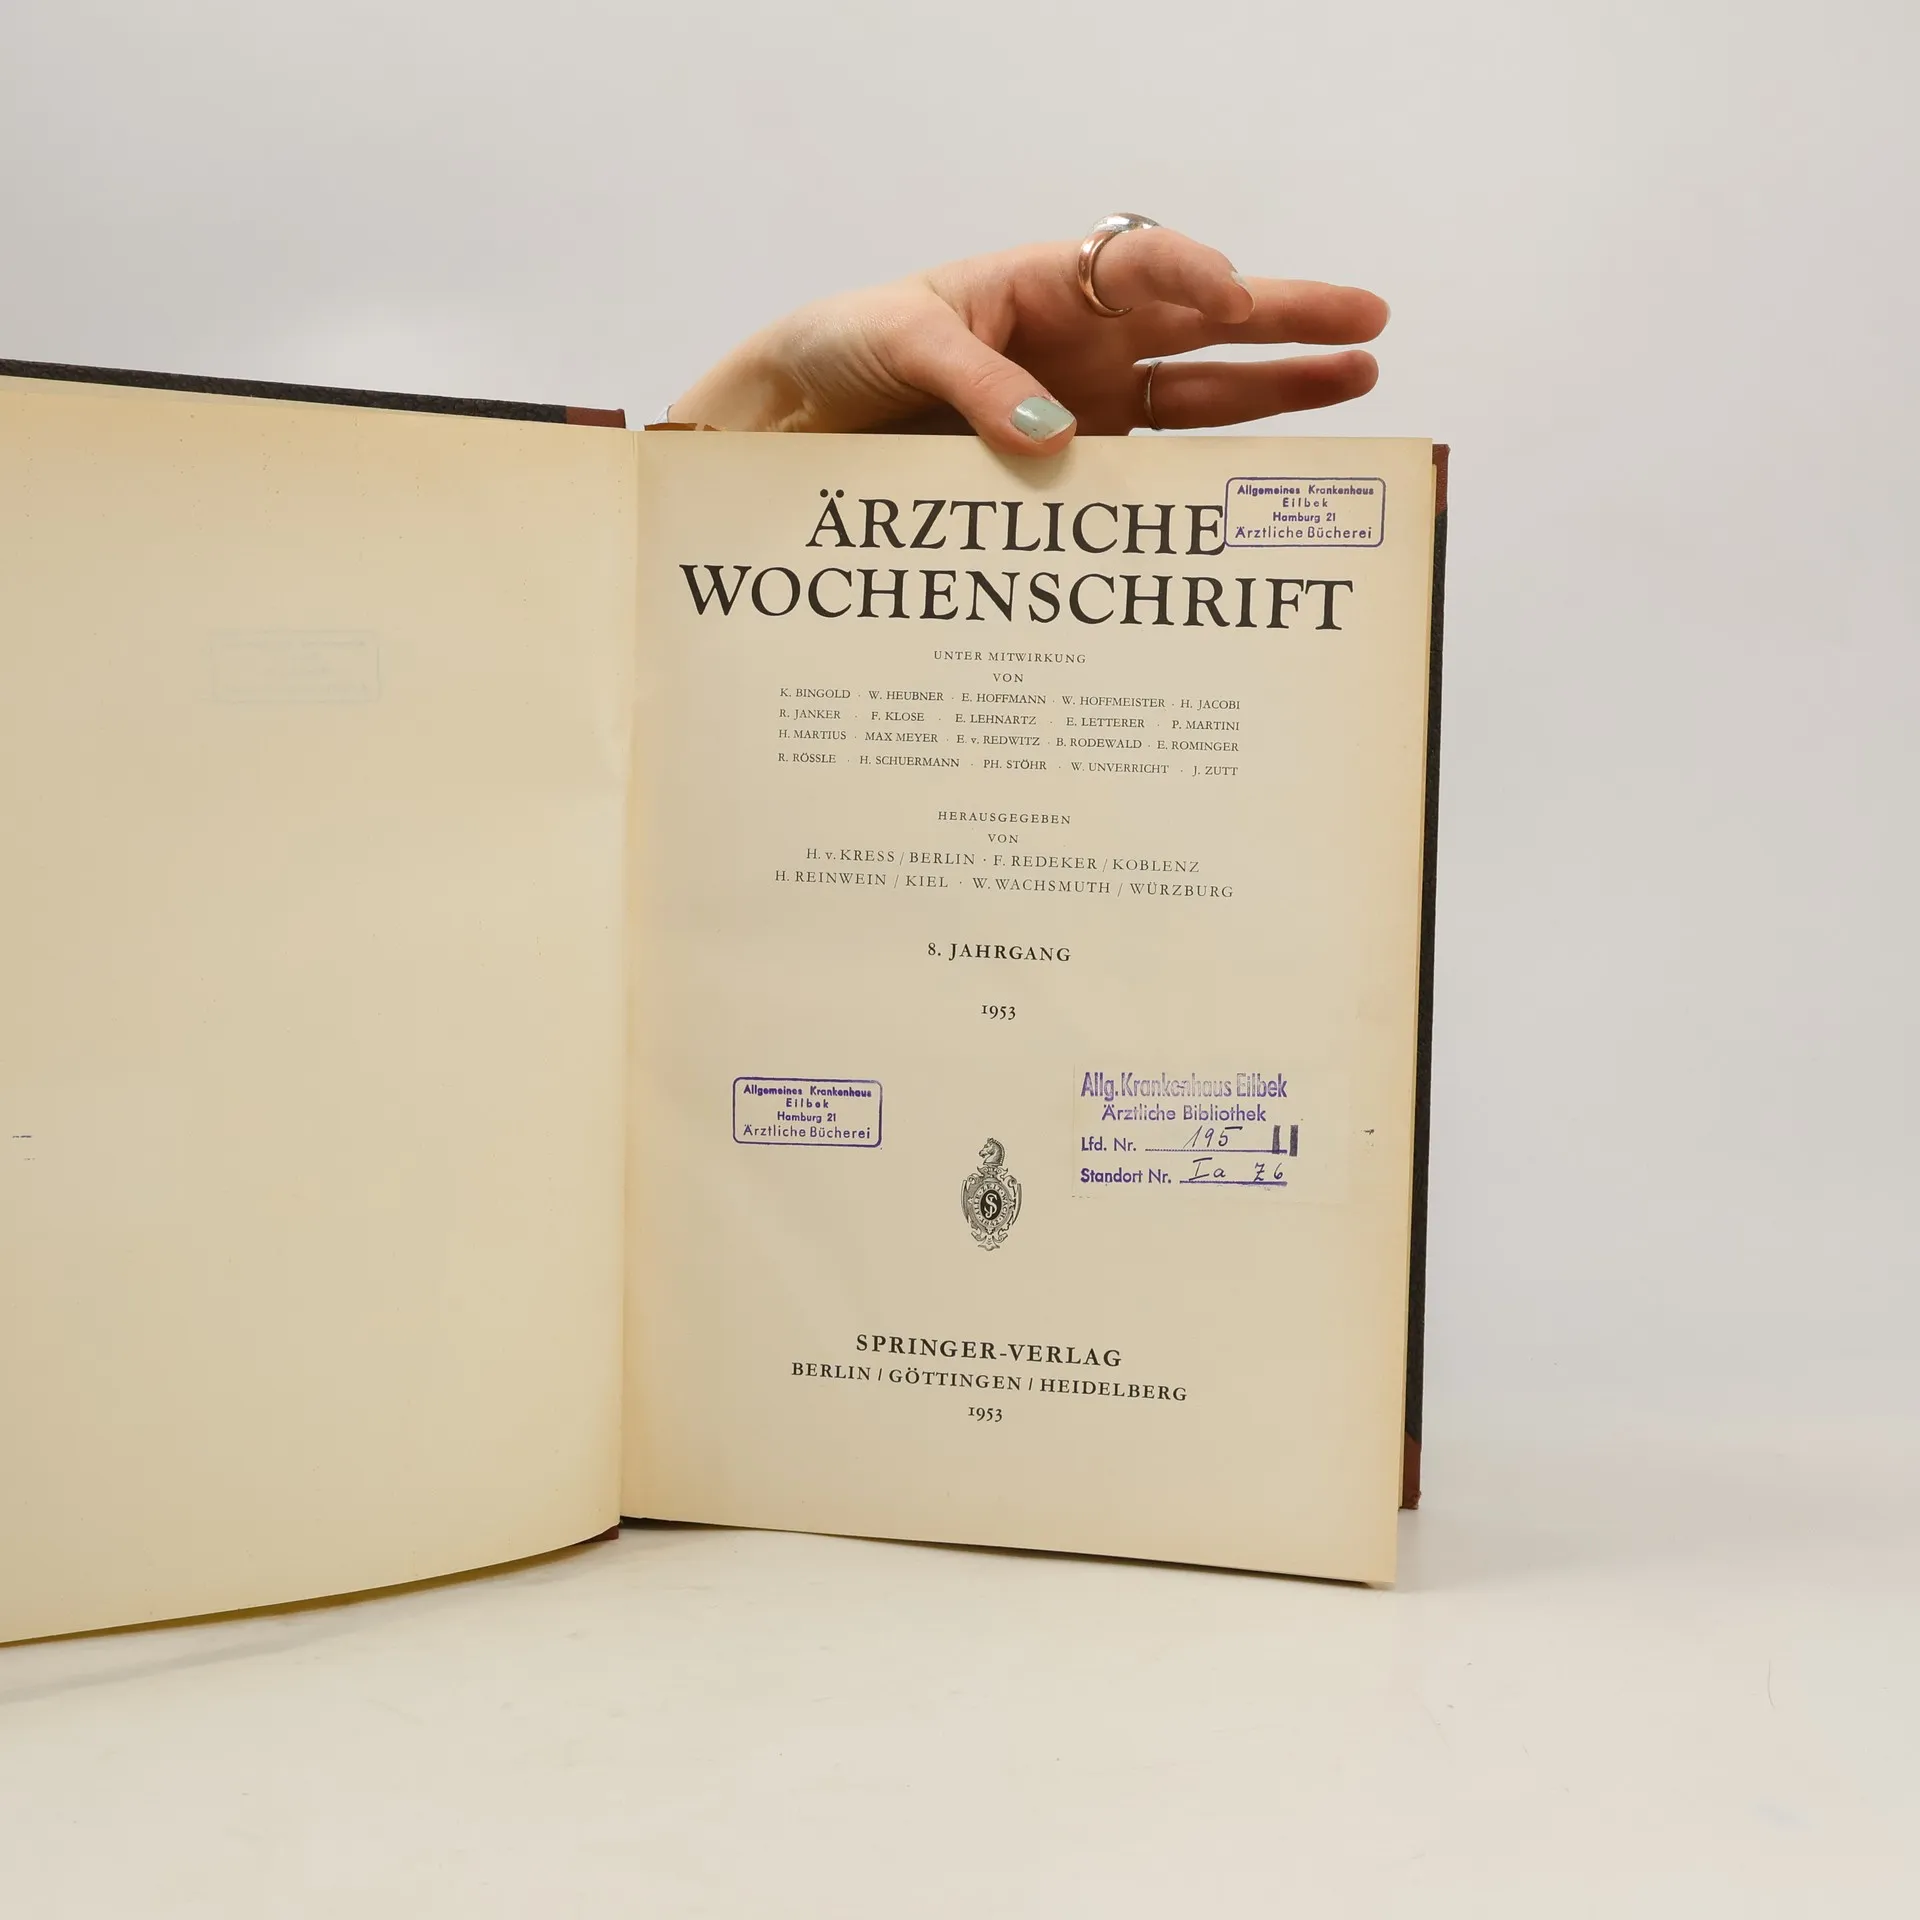 ÄRZTLICHE
WOCHENSCHRIFT
Allgemeines Krankenhaus
Eilbek
Hamburg 21
Ärztliche Bücherei
UNTER MITWIRKUNG
VON
K. BINGOLD · W. HEUBNER · E. HOFFMANN · W. HOFFMEISTER · H. JACOBI
R. JANKER · F. KLOSE · E. LEHNARTZ · E. LETTERER · P. MARTINI
H. MARTIUS · MAX MEYER · E. v. REDWITZ · B. RODEWALD · E. ROMINGER
R. RÖSSLE · H. SCHUERMANN · PH. STÖHR · W. UNVERRICHT · J. ZUTT
HERAUSGEGEBEN
VON
H. v. KRESS / BERLIN · F. REDEKER / KOBLENZ
H. REINWEIN / KIEL · W. WACHSMUTH / WÜRZBURG
8. JAHRGANG
1953
Allgemeines Krankenhaus
Eilbek
Hamburg 21
Ärztliche Bücherei
Allg. Krankenhaus Eilbek
Ärztliche Bibliothek
Lfd. Nr. 195 II
Standort Nr. Ia Z6
SPRINGER-VERLAG
BERLIN / GÖTTINGEN / HEIDELBERG
1953